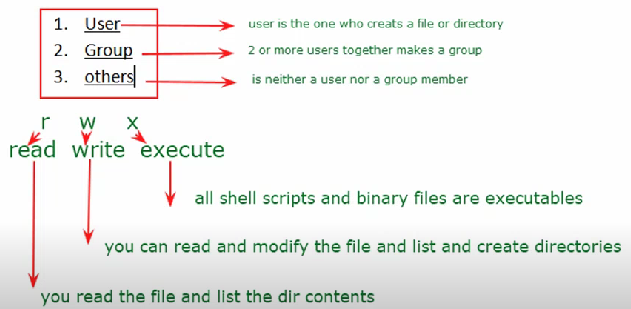 1. User user is the one who creats a file or directory
2. Group 2 or more users together makes a group
3. others is neither a user nor a group member
r w x
read write execute
all shell scripts and binary files are executables
you can read and modify the file and list and create directories
you read the file and list the dir contents